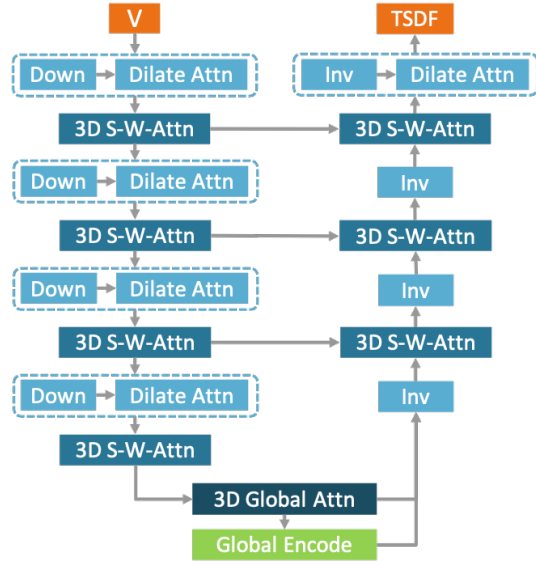 V
TSDF
Down
Dilate Attn
Inv
Dilate Attn
3D S-W-Attn
3D S-W-Attn
Down
Dilate Attn
Inv
3D S-W-Attn
3D S-W-Attn
Down
Dilate Attn
Inv
3D S-W-Attn
3D S-W-Attn
Down
Dilate Attn
Inv
3D S-W-Attn
3D Global Attn
Global Encode